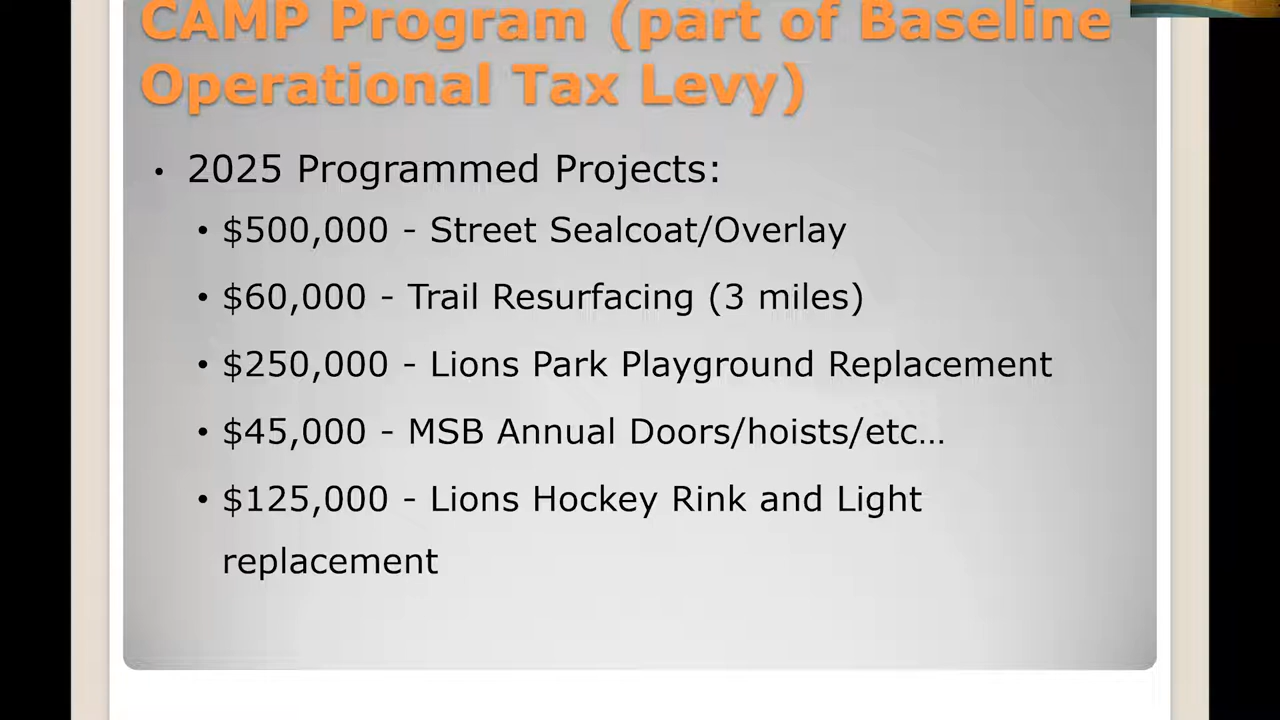 CAMP Program (part of Baseline
Operational Tax Levy)
• 2025 Programmed Projects:
• $500,000 - Street Sealcoat/Overlay
• $60,000 - Trail Resurfacing (3 miles)
• $250,000 - Lions Park Playground Replacement
• $45,000 - MSB Annual Doors/hoists/etc…
• $125,000 - Lions Hockey Rink and Light
replacement